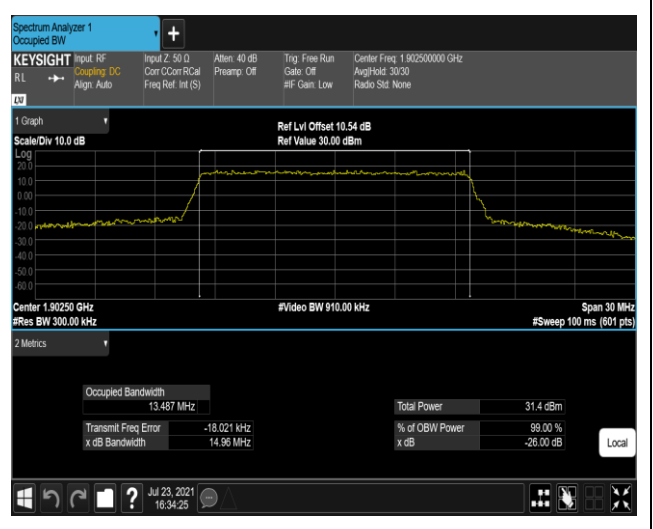 Spectrum Analyzer 1
Occupied BW
+
KEYSIGHT Input: RF Input Z: 50 Ω Atten: 40 dB Trig: Free Run Center Freq: 1.902500000 GHz
RL Coupling: DC Corr CCorr RCal Preamp: Off Gate: Off Avg|Hold: 30/30
Align: Auto Freq Ref: Int (S) #IF Gain: Low Radio Std: None
LXI
1 Graph
Ref Lvl Offset 10.54 dB
Scale/Div 10.0 dB Ref Value 30.00 dBm
Log
20.0
10.0
0.00
-10.0
-20.0
-30.0
-40.0
-50.0
-60.0
Center 1.90250 GHz #Video BW 910.00 kHz Span 30 MHz
#Res BW 300.00 kHz #Sweep 100 ms (601 pts)
2 Metrics
Occupied Bandwidth
13.487 MHz Total Power 31.4 dBm
Transmit Freq Error -18.021 kHz % of OBW Power 99.00 %
x dB Bandwidth 14.96 MHz x dB -26.00 dB
Local
? Jul 23, 2021
16:34:25